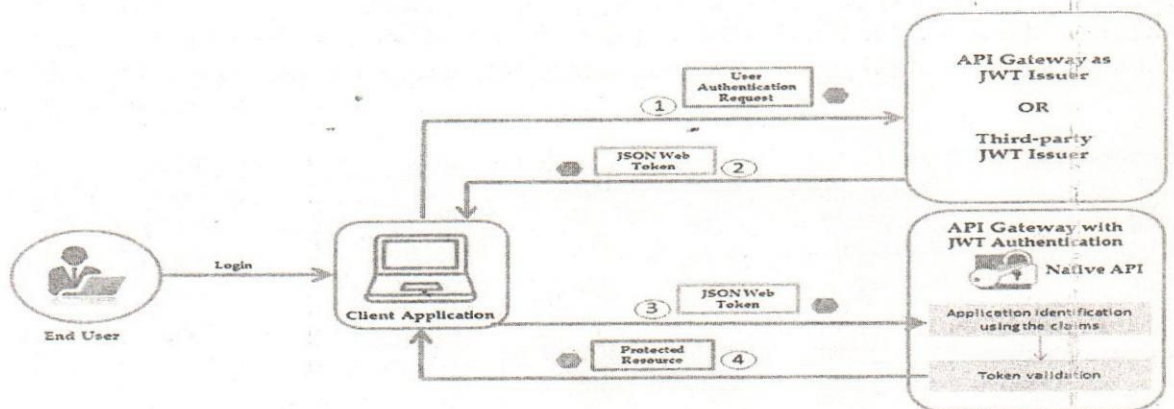 API Gateway as
JWT Issuer
OR
Third-party
JWT Issuer
User
Authentication
Request
1
JSON Web
Token
2
Login
End User
Client Application
API Gateway with
JWT Authentication
Native API
JSON Web
Token
3
Application identification
using the claims
Protected
Resource
4
Token validation